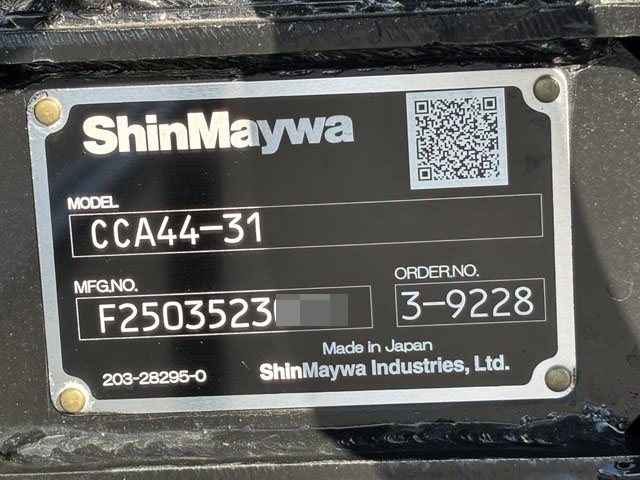 ShinMaywa
MODEL
CCA44-31
MFG.NO.
F2503523
ORDER.NO.
3-9228
Made in Japan
203-28295-0
ShinMaywa Industries, Ltd.